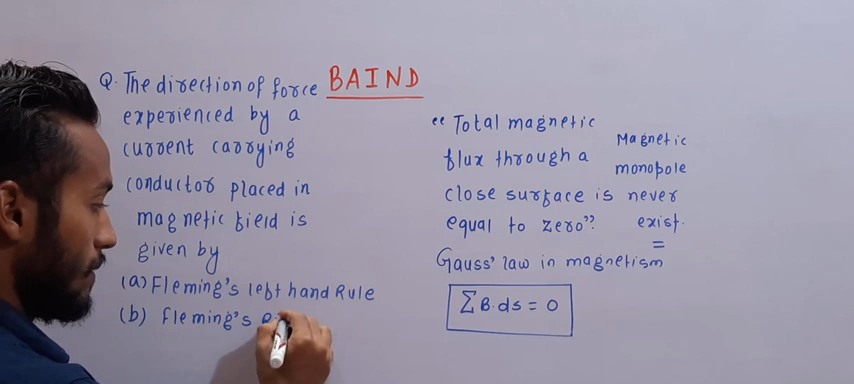 BAIND
Q. The direction of force
experienced by a
current carrying
conductor placed in
magnetic field is
given by
(a) Fleming's left hand Rule
(b) Fleming's
"Total magnetic
flux through a
close surface is
equal to zero".
Magnetic
monopole
never
exist.
Gauss' law in magnetism
∑B.ds = 0